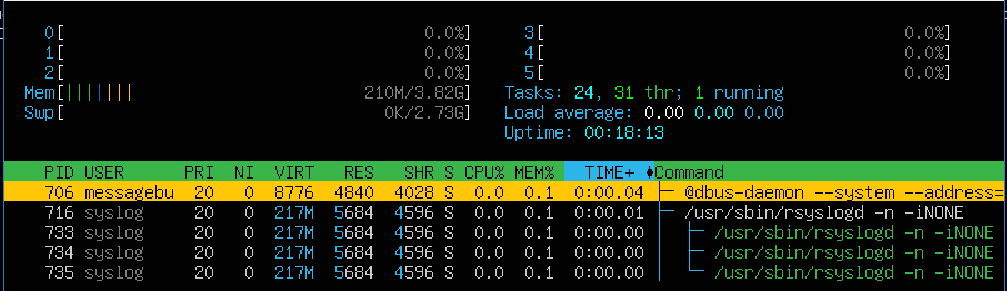 0[ 0.0%] 3[ 0.0%]
1[ 0.0%] 4[ 0.0%]
2[ 0.0%] 5[ 0.0%]
Mem[||||||| 210M/3.82G] Tasks: 24, 31 thr; 1 running
Swp[ 0K/2.73G] Load average: 0.00 0.00 0.00
Uptime: 00:18:13
PID USER PRI NI VIRT RES SHR S CPU% MEM% TIME+ ♦Command
706 messagebu 20 0 8776 4840 4028 S 0.0 0.1 0:00.04 ├─ @dbus-daemon --system --address=
716 syslog 20 0 217M 5684 4596 S 0.0 0.1 0:00.01 ├─ /usr/sbin/rsyslogd -n -iNONE
733 syslog 20 0 217M 5684 4596 S 0.0 0.1 0:00.00 │ ├─ /usr/sbin/rsyslogd -n -iNONE
734 syslog 20 0 217M 5684 4596 S 0.0 0.1 0:00.00 │ ├─ /usr/sbin/rsyslogd -n -iNONE
735 syslog 20 0 217M 5684 4596 S 0.0 0.1 0:00.00 │ └─ /usr/sbin/rsyslogd -n -iNONE